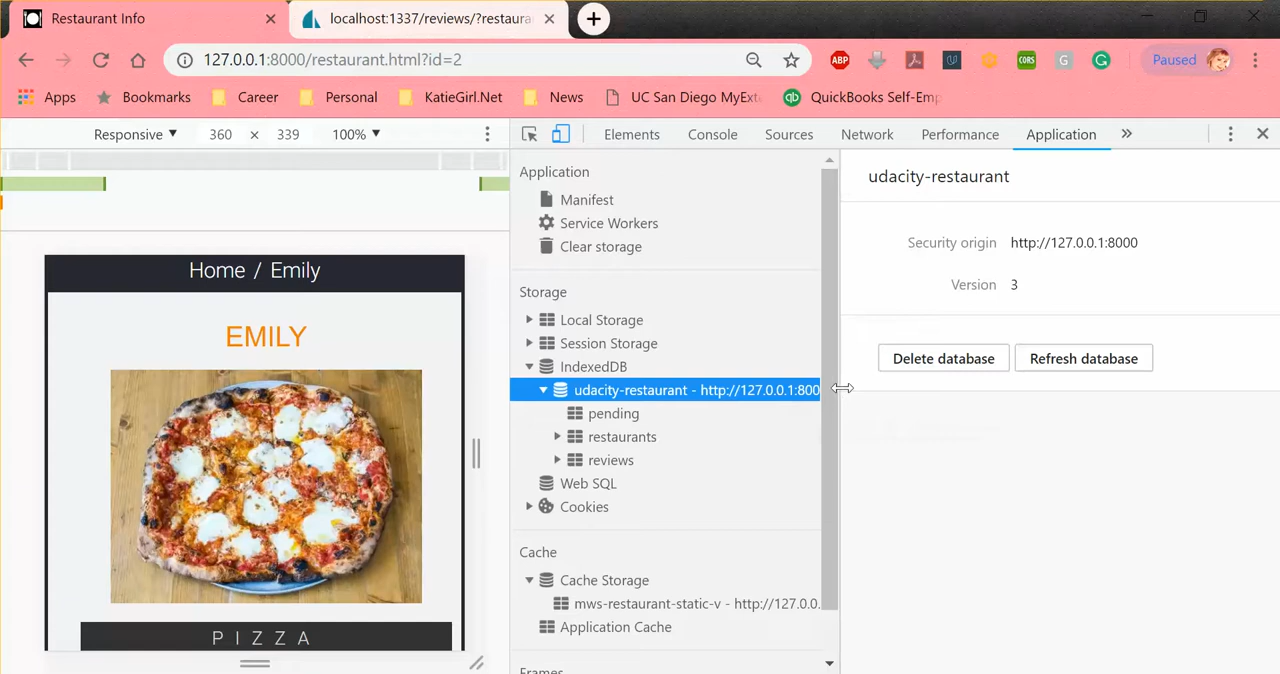 Restaurant Info
localhost:1337/reviews/?restaura
127.0.0.1:8000/restaurant.html?id=2
ABP
CORS
G
G
Paused
Apps
Bookmarks
Career
Personal
KatieGirl.Net
News
UC San Diego MyExt
qb
QuickBooks Self-Emp
Responsive
360 × 339
100%
Elements
Console
Sources
Network
Performance
Application
Home / Emily
EMILY
PIZZA
Application
Manifest
Service Workers
Clear storage
Storage
Local Storage
Session Storage
IndexedDB
udacity-restaurant - http://127.0.0.1:800
pending
restaurants
reviews
Web SQL
Cookies
Cache
Cache Storage
mws-restaurant-static-v - http://127.0.0.
Application Cache
Frames
udacity-restaurant
Security origin http://127.0.0.1:8000
Version 3
Delete database
Refresh database